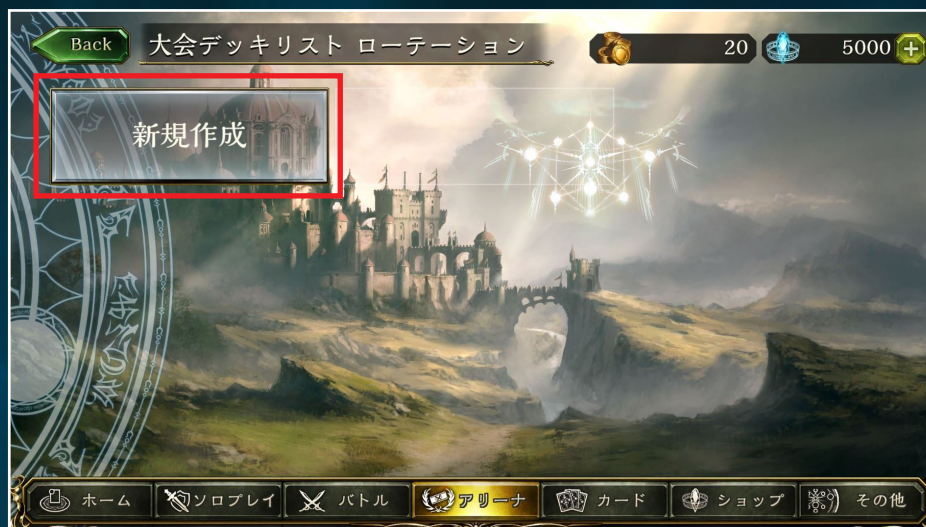 Back
大会デッキリスト ローテーション
20
5000
新規作成
ホーム
ソロプレイ
バトル
アリーナ
カード
ショップ
その他